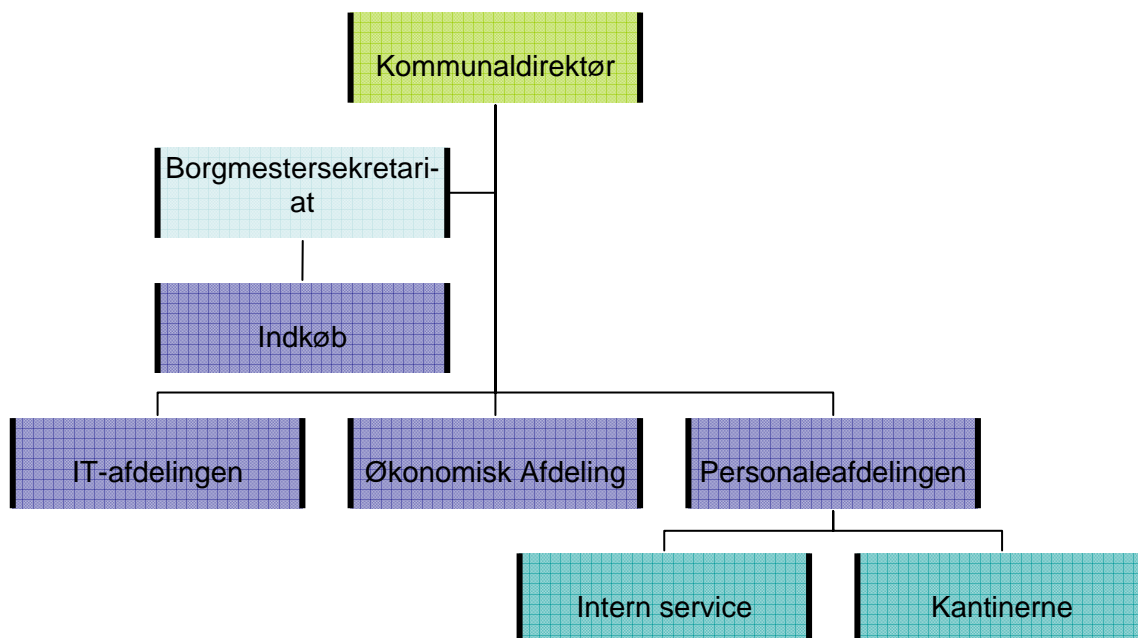 Kommunaldirektør
Borgmestersekretari-
at
Indkøb
IT-afdelingen
Økonomisk Afdeling
Personaleafdelingen
Intern service
Kantinerne